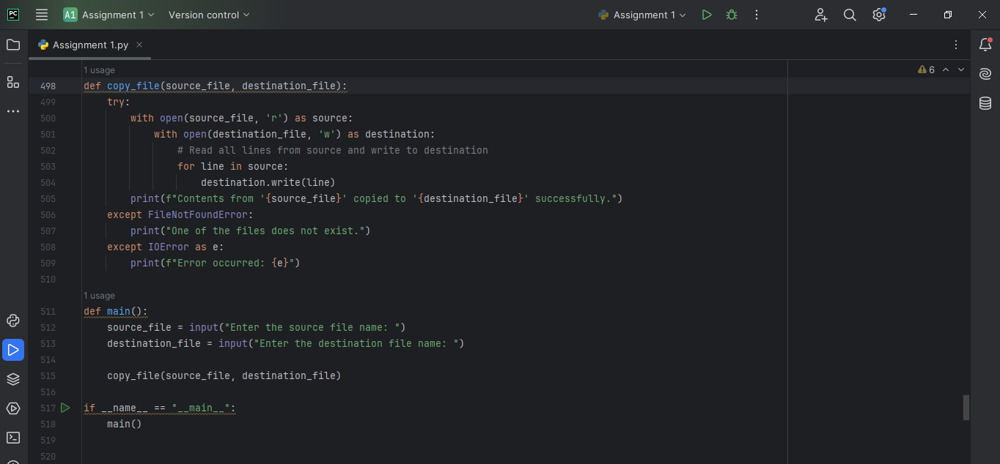 PC A1 Assignment 1 Version control Assignment 1
Assignment 1.py
1 usage 6
498 def copy_file(source_file, destination_file):
499     try:
500         with open(source_file, 'r') as source:
501             with open(destination_file, 'w') as destination:
502                 # Read all lines from source and write to destination
503                 for line in source:
504                     destination.write(line)
505         print(f"Contents from '{source_file}' copied to '{destination_file}' successfully.")
506     except FileNotFoundError:
507         print("One of the files does not exist.")
508     except IOError as e:
509         print(f"Error occurred: {e}")
510
1 usage
511 def main():
512     source_file = input("Enter the source file name: ")
513     destination_file = input("Enter the destination file name: ")
514
515     copy_file(source_file, destination_file)
516
517 if __name__ == "__main__":
518     main()
519
520